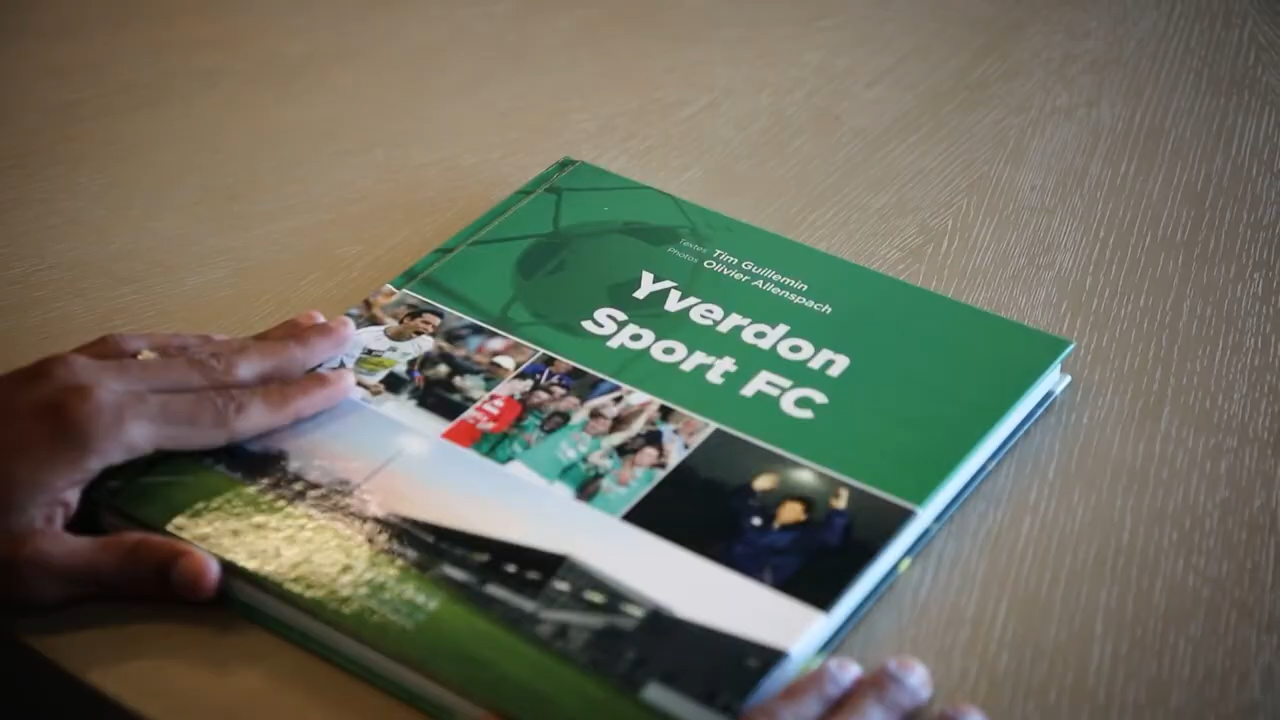 Textes Tim Guillemin
Photos Olivier Allenspach
Yverdon
Sport FC